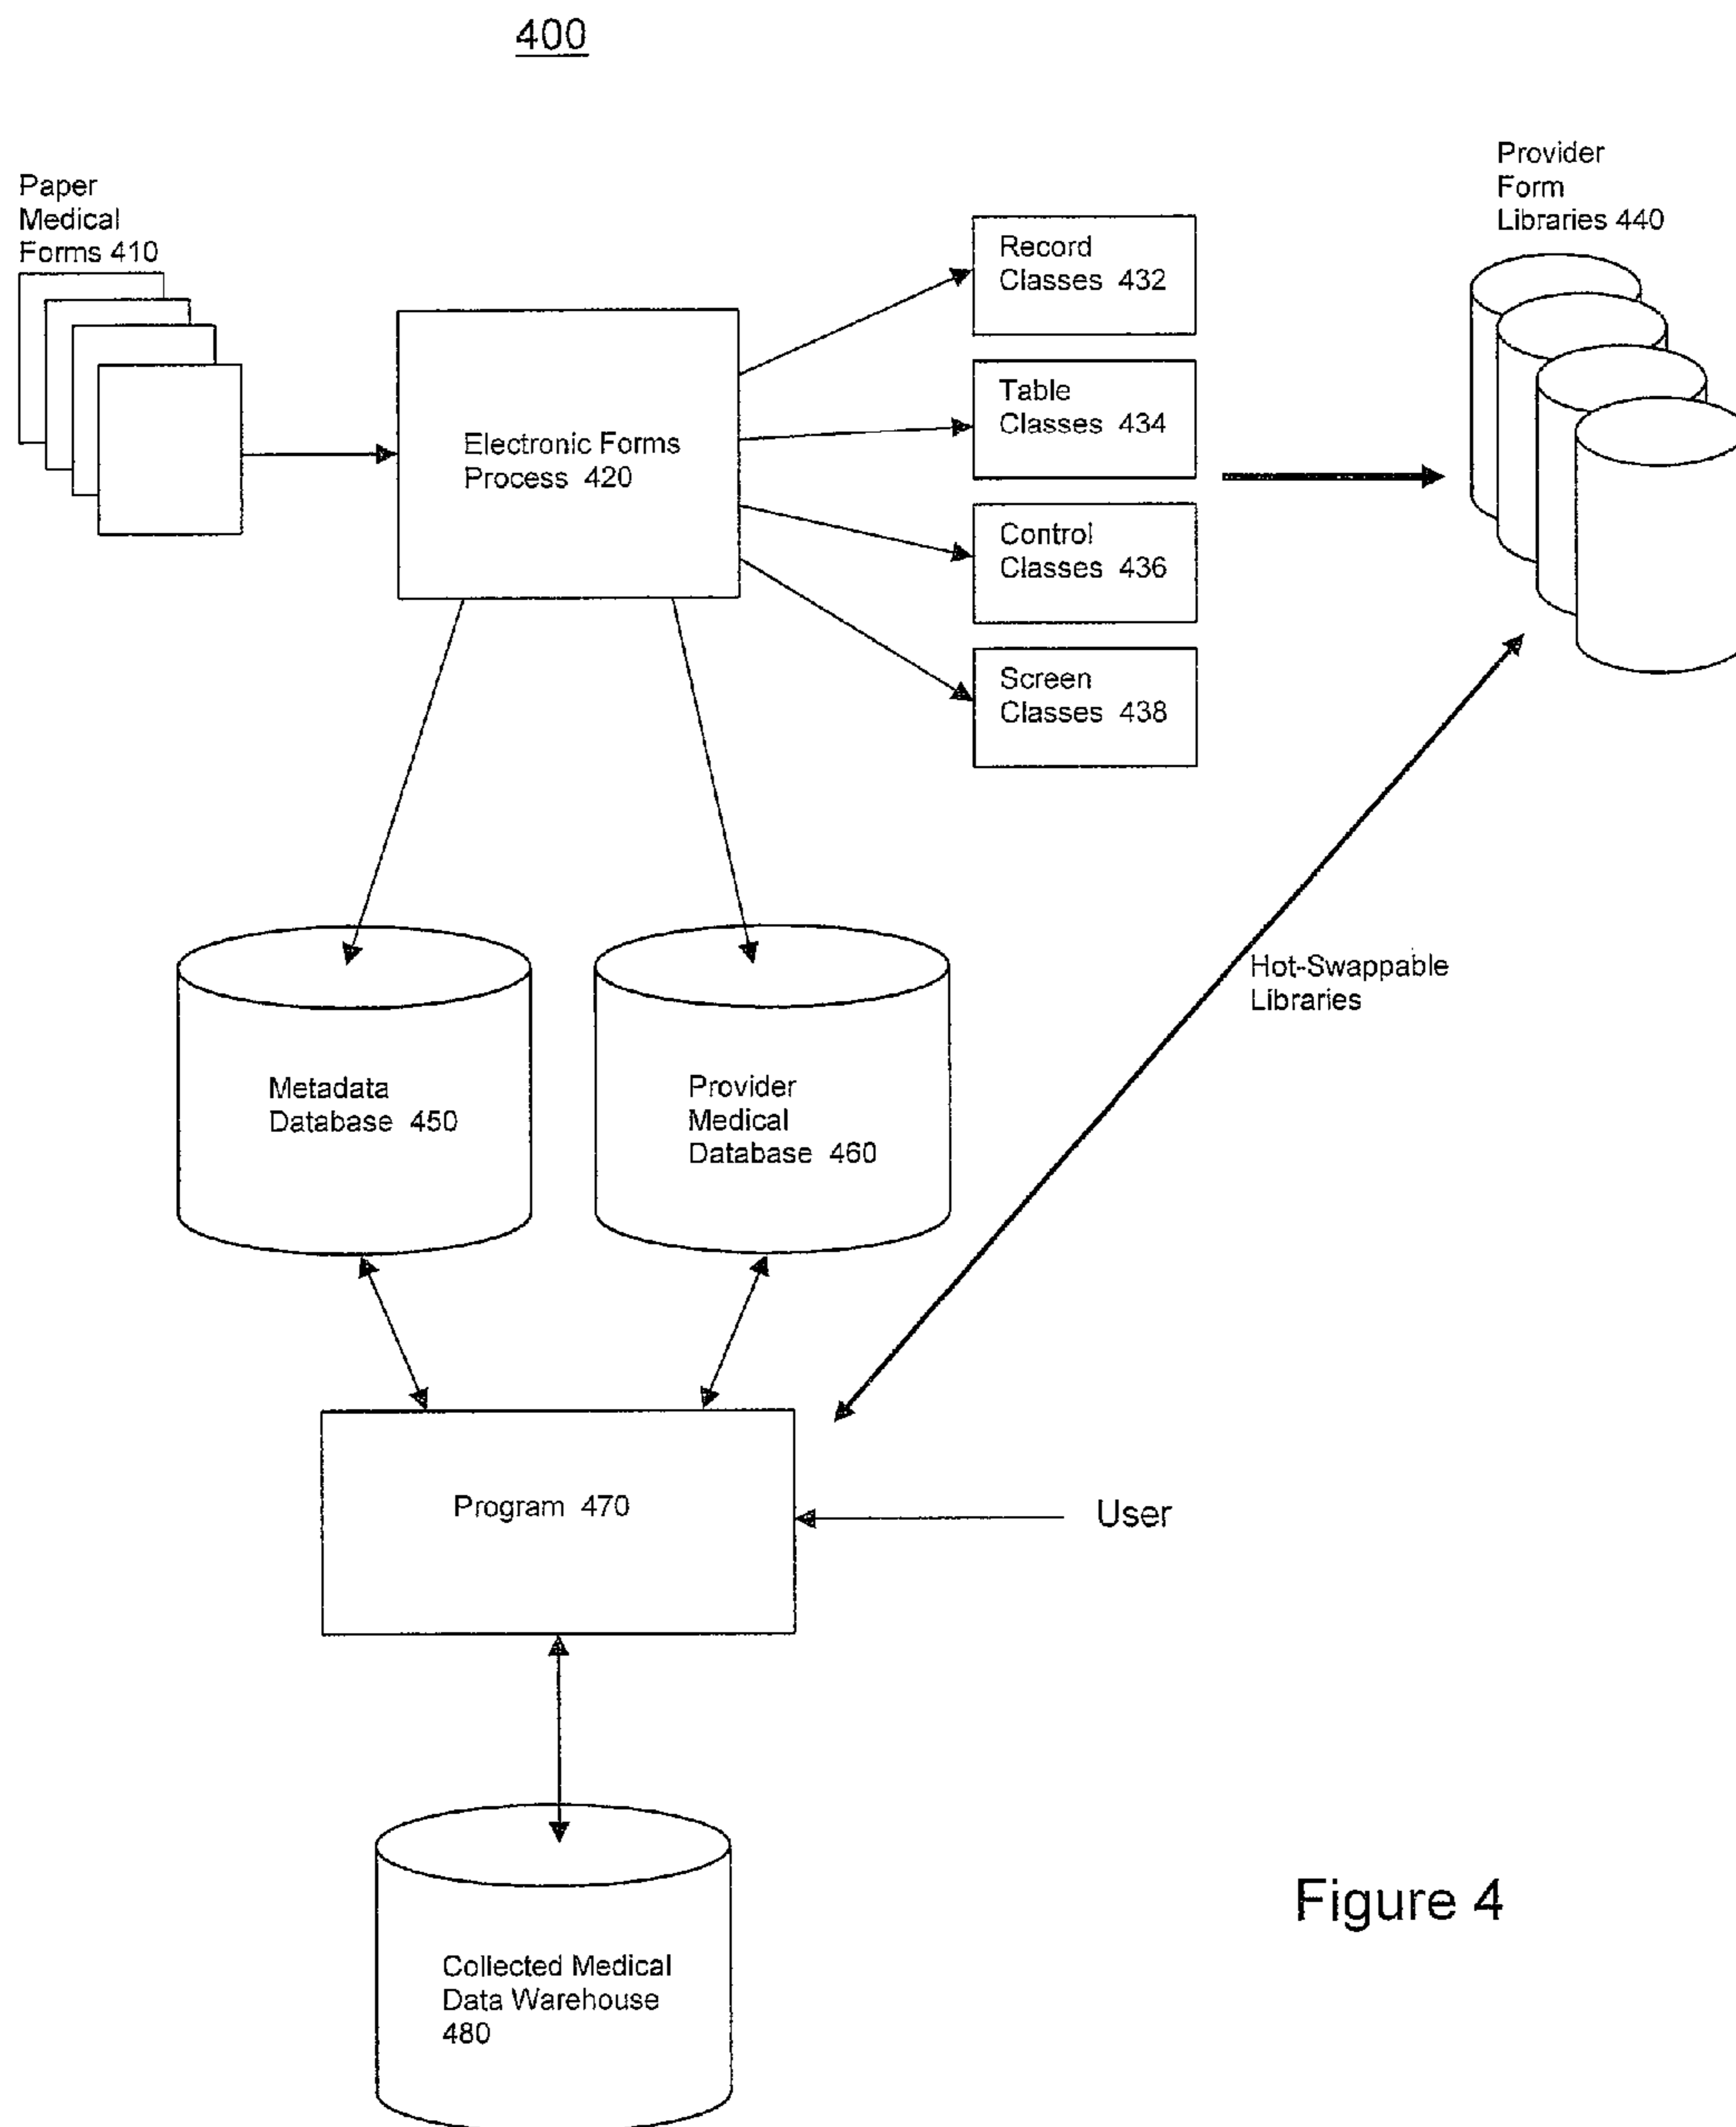 400
Paper
Medical
Forms 410
Provider
Form
Libraries 440
Record
Classes 432
Table
Classes 434
Electronic Forms
Process 420
Control
Classes 436
Screen
Classes 438
Hot-Swappable
Libraries
Metadata
Database 450
Provider
Medical
Database 460
Program 470
User
Collected Medical
Data Warehouse
480
Figure 4